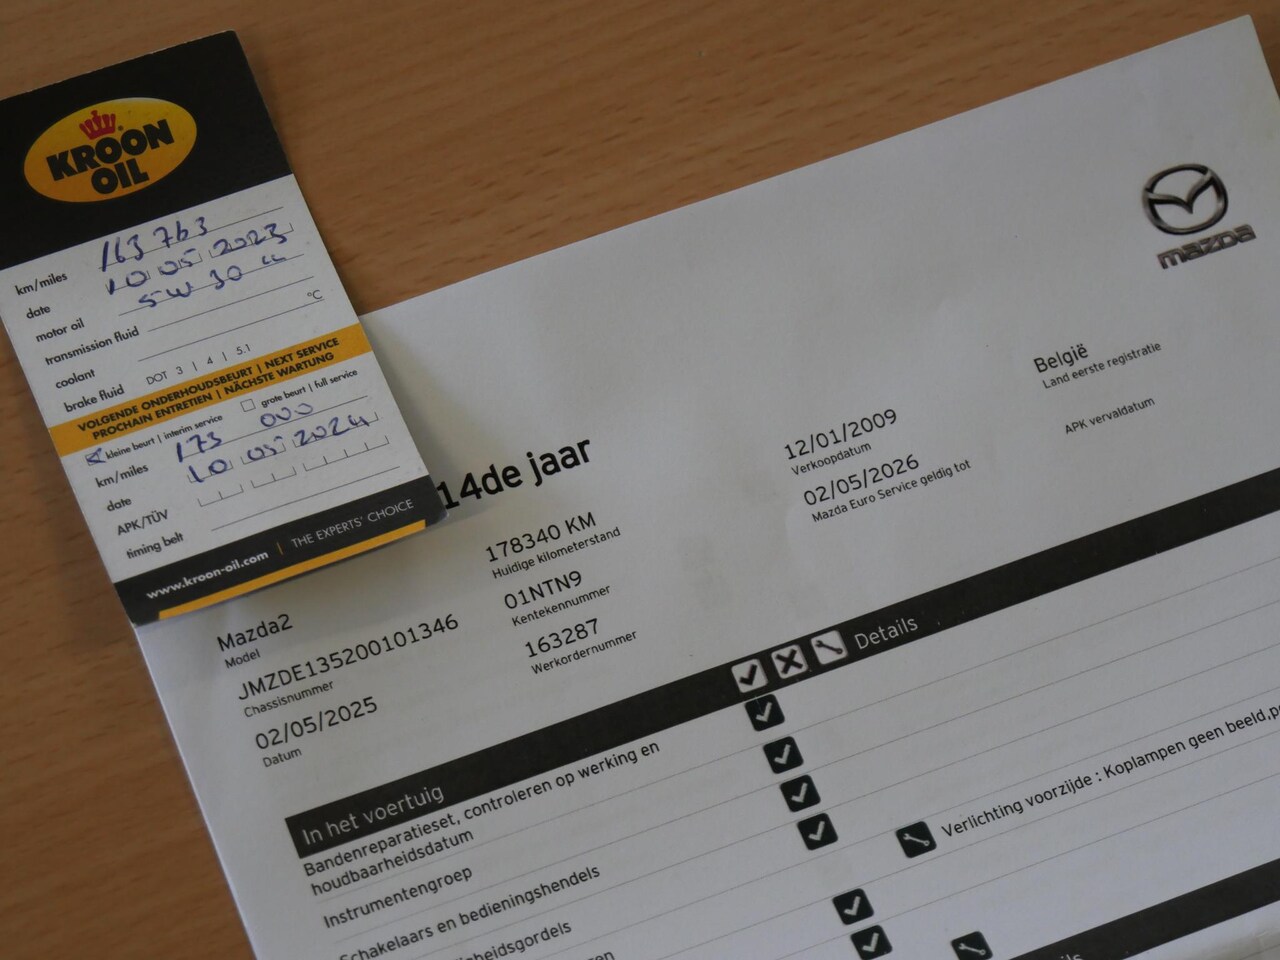 KROON
OIL
km/miles 163 763
date 10 05 2023
motor oil 5W 30
transmission fluid °C
coolant
brake fluid DOT 3 | 4 | 5.1
VOLGENDE ONDERHOUDSBEURT | NEXT SERVICE
PROCHAIN ENTRETIEN | NÄCHSTE WARTUNG
kleine beurt | interim service grote beurt | full service
km/miles 173 000
date 10 05 2024
APK/TÜV
timing belt
www.kroon-oil.com | THE EXPERTS' CHOICE
mazda
14de jaar
Mazda2
Model
JMZDE135200101346
Chassisnummer
02/05/2025
Datum
178340 KM
Huidige kilometerstand
01NTN9
Kentekennummer
163287
Werkordernummer
12/01/2009
Verkoopdatum
02/05/2026
Mazda Euro Service geldig tot
België
Land eerste registratie
APK vervaldatum
In het voertuig Details
Bandenreparatieset, controleren op werking en
houdbaarheidsdatum
Instrumentengroep
Schakelaars en bedieningshendels
Verlichting voorzijde : Koplampen geen beeld,